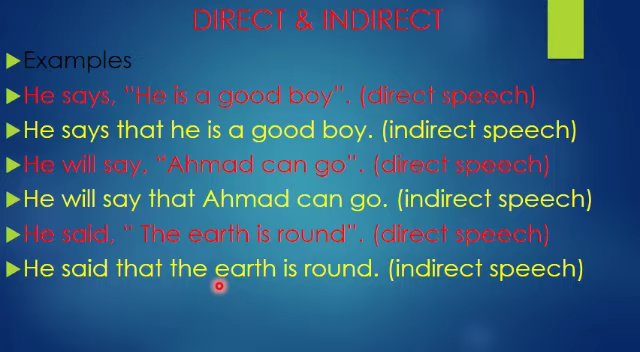 DIRECT & INDIRECT
Examples
He says, "He is a good boy". (direct speech)
He says that he is a good boy. (indirect speech)
He will say, "Ahmad can go". (direct speech)
He will say that Ahmad can go. (indirect speech)
He said, " The earth is round". (direct speech)
He said that the earth is round. (indirect speech)